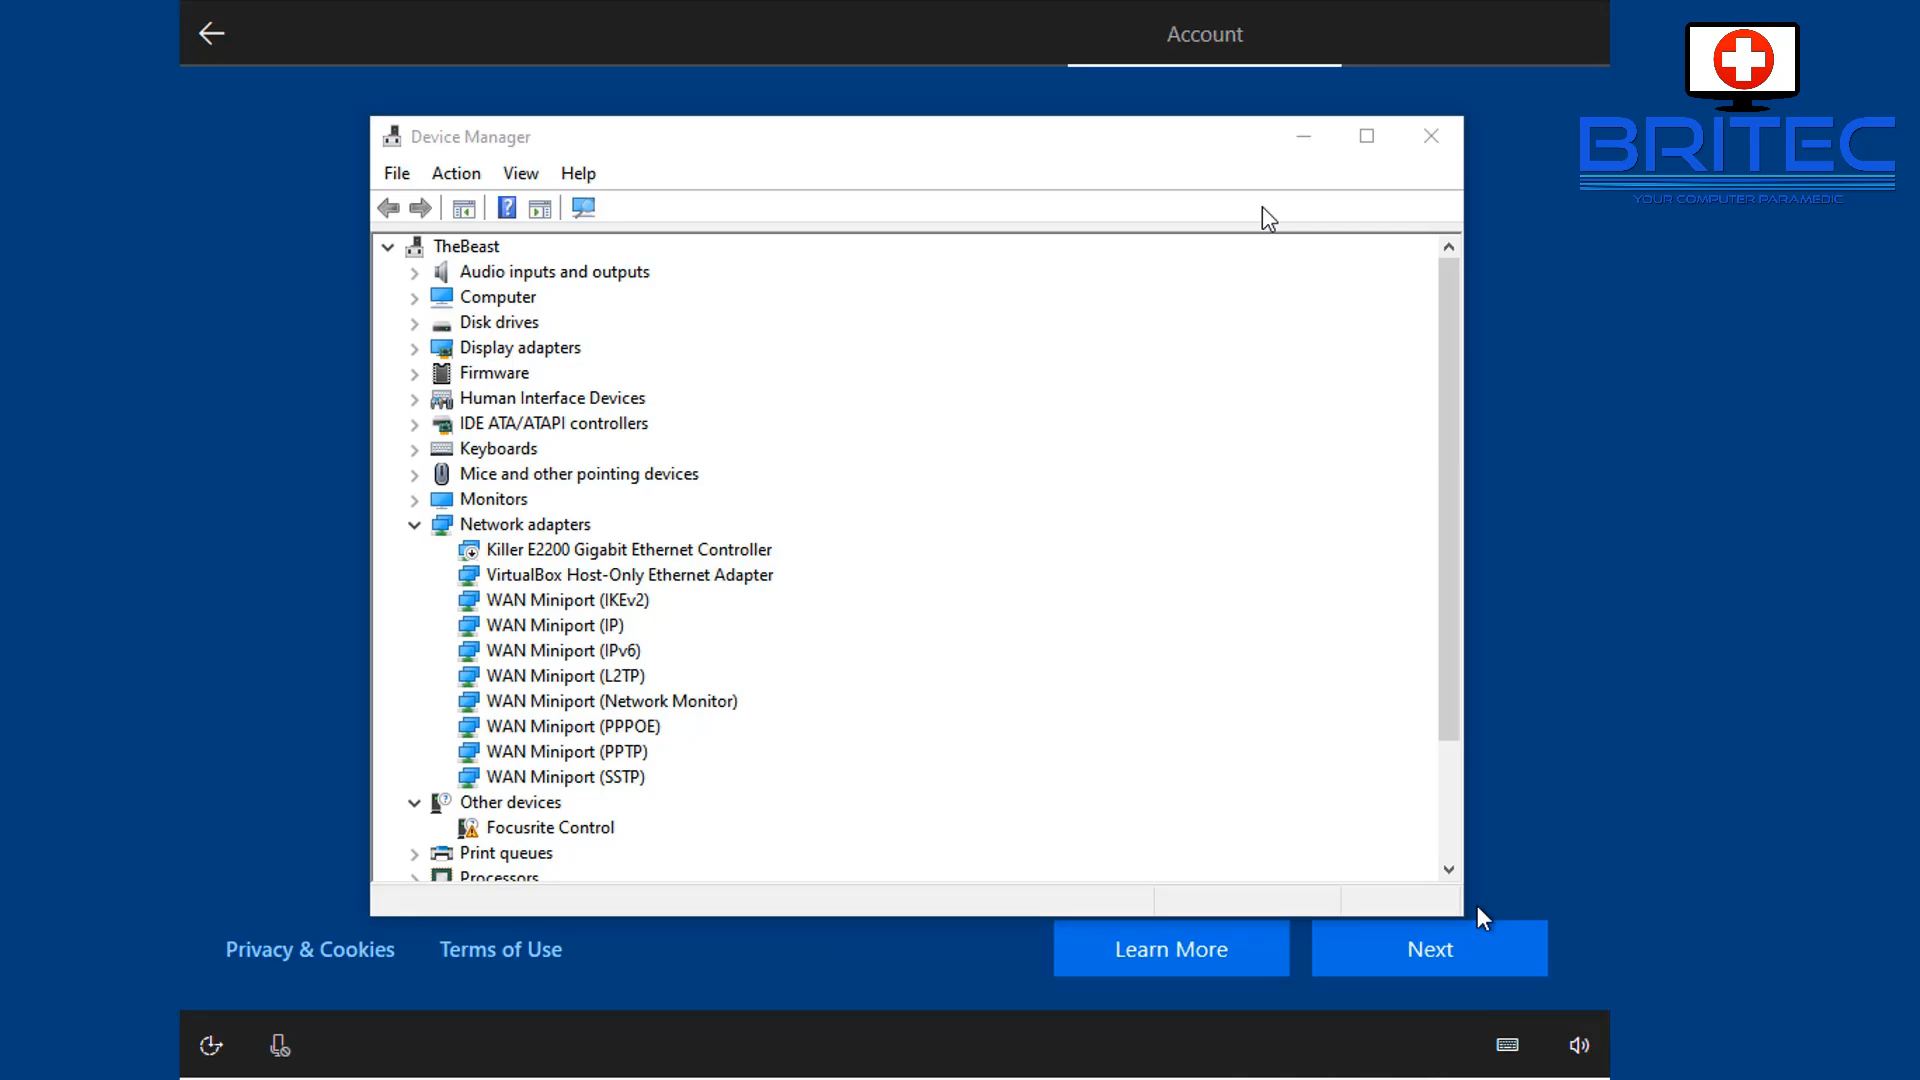 Account
BRITEC
YOUR COMPUTER PARAMEDIC
Device Manager
File Action View Help
TheBeast
Audio inputs and outputs
Computer
Disk drives
Display adapters
Firmware
Human Interface Devices
IDE ATA/ATAPI controllers
Keyboards
Mice and other pointing devices
Monitors
Network adapters
Killer E2200 Gigabit Ethernet Controller
VirtualBox Host-Only Ethernet Adapter
WAN Miniport (IKEv2)
WAN Miniport (IP)
WAN Miniport (IPv6)
WAN Miniport (L2TP)
WAN Miniport (Network Monitor)
WAN Miniport (PPPOE)
WAN Miniport (PPTP)
WAN Miniport (SSTP)
Other devices
Focusrite Control
Print queues
Processors
Privacy & Cookies Terms of Use Learn More Next